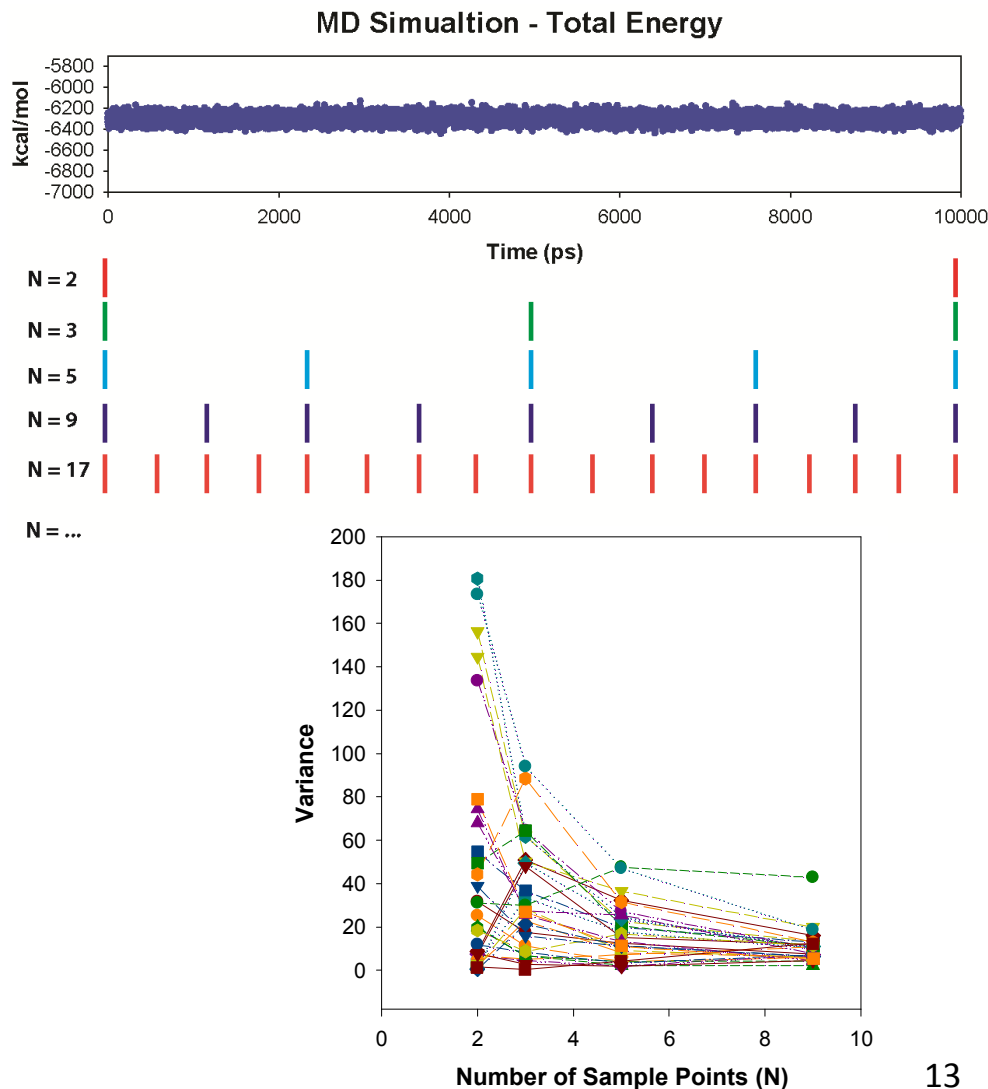 MD Simualtion - Total Energy
kcal/mol
-5800
-6000
-6200
-6400
-6600
-6800
-7000
0 2000 4000 6000 8000 10000
Time (ps)
N = 2
N = 3
N = 5
N = 9
N = 17
N = ...
Variance
200
180
160
140
120
100
80
60
40
20
0
0 2 4 6 8 10
Number of Sample Points (N)
13